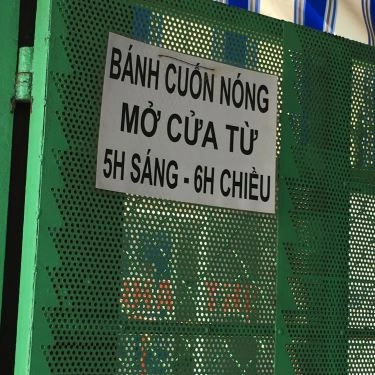 BÁNH CUỐN NÓNG
MỞ CỬA TỪ
5H SÁNG - 6H CHIỀU